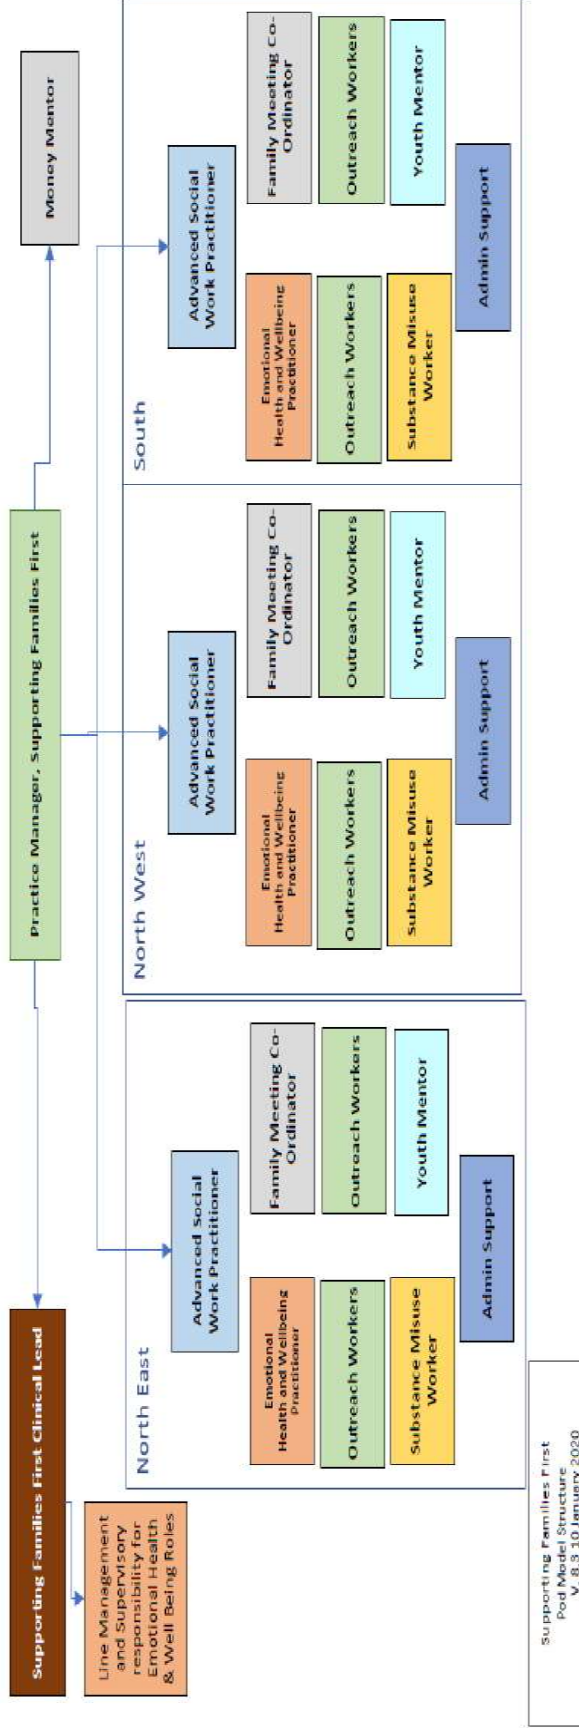 Practice Manager, Supporting Families First
Supporting Families First Clinical Lead
Money Mentor
Line Management
and Supervisory
responsibility for
Emotional Health
& Well Being Roles
North East
Advanced Social
Work Practitioner
Emotional
Health and Wellbeing
Practitioner
Family Meeting Co-
Ordinator
Outreach Workers
Outreach Workers
Substance Misuse
Worker
Youth Mentor
Admin Support
North West
Advanced Social
Work Practitioner
Emotional
Health and Wellbeing
Practitioner
Family Meeting Co-
Ordinator
Outreach Workers
Outreach Workers
Substance Misuse
Worker
Youth Mentor
Admin Support
South
Advanced Social
Work Practitioner
Emotional
Health and Wellbeing
Practitioner
Family Meeting Co-
Ordinator
Outreach Workers
Outreach Workers
Substance Misuse
Worker
Youth Mentor
Admin Support
Supporting Families First
Pod Model Structure
V. 8.3 10 January 2020